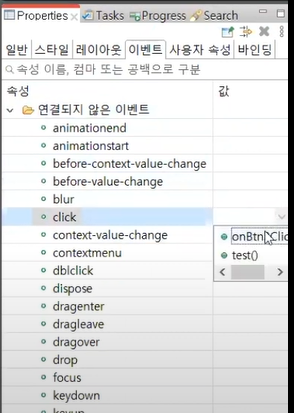 Properties Tasks Progress Search
일반 스타일 레이아웃 이벤트 사용자 속성 바인딩
속성 이름, 컴마 또는 공백으로 구분
속성 값
연결되지 않은 이벤트
animationend
animationstart
before-context-value-change
before-value-change
blur
click
context-value-change
onBtn
contextmenu
test()
dblclick
dispose
dragenter
dragleave
dragover
drop
focus
keydown
keyup